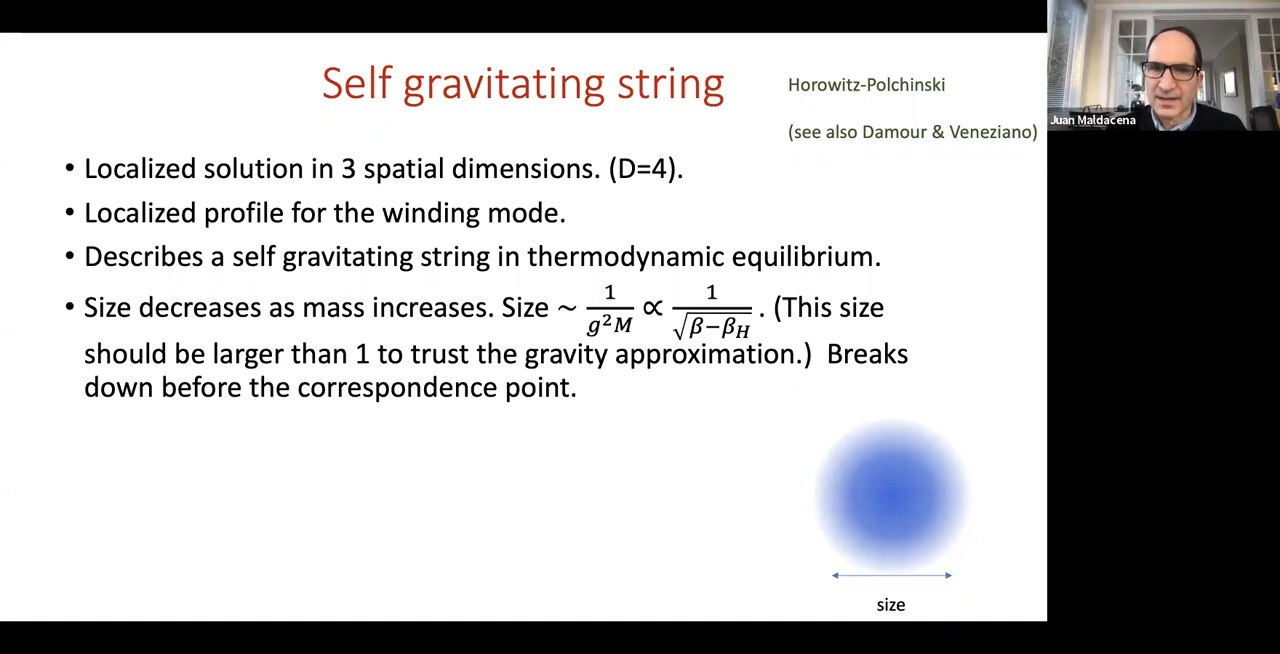 Self gravitating string
Horowitz-Polchinski
(see also Damour & Veneziano)
Juan Maldacena
• Localized solution in 3 spatial dimensions. (D=4).
• Localized profile for the winding mode.
• Describes a self gravitating string in thermodynamic equilibrium.
• Size decreases as mass increases. Size ~ 1/(g²M) ∝ 1/√(β−β_H) . (This size
should be larger than 1 to trust the gravity approximation.) Breaks
down before the correspondence point.
size